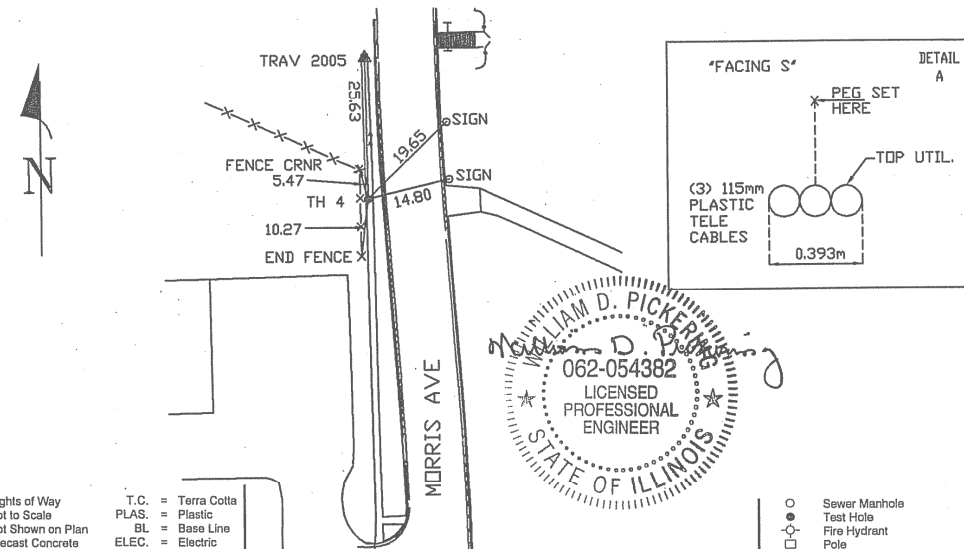 TRAV 2005
25.63
N
FENCE CRNR
5.47
TH 4
10.27
END FENCE
19.65
SIGN
14.80
SIGN
MORRIS AVE
"FACING S"
DETAIL
A
PEG SET
HERE
TOP UTIL.
(3) 115mm
PLASTIC
TELE
CABLES
0.393m
WILLIAM D. PICKERING
William D. Pickering
062-054382
LICENSED
PROFESSIONAL
ENGINEER
STATE OF ILLINOIS
ghts of Way
ot to Scale
ot Shown on Plan
ecast Concrete
T.C. = Terra Cotta
PLAS. = Plastic
BL = Base Line
ELEC. = Electric
Sewer Manhole
Test Hole
Fire Hydrant
Pole